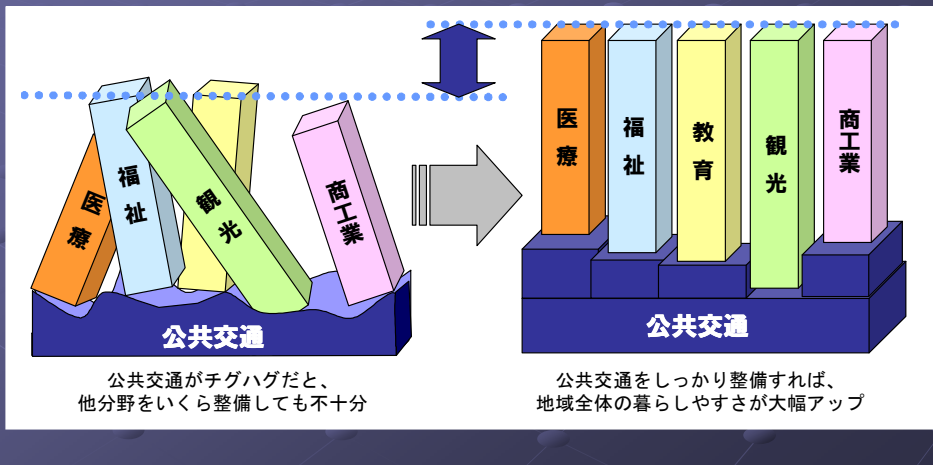 医療
福祉
観光
商工業
公共交通
公共交通がチグハグだと、
他分野をいくら整備しても不十分
医療
福祉
教育
観光
商工業
公共交通
公共交通をしっかり整備すれば、
地域全体の暮らしやすさが大幅アップ